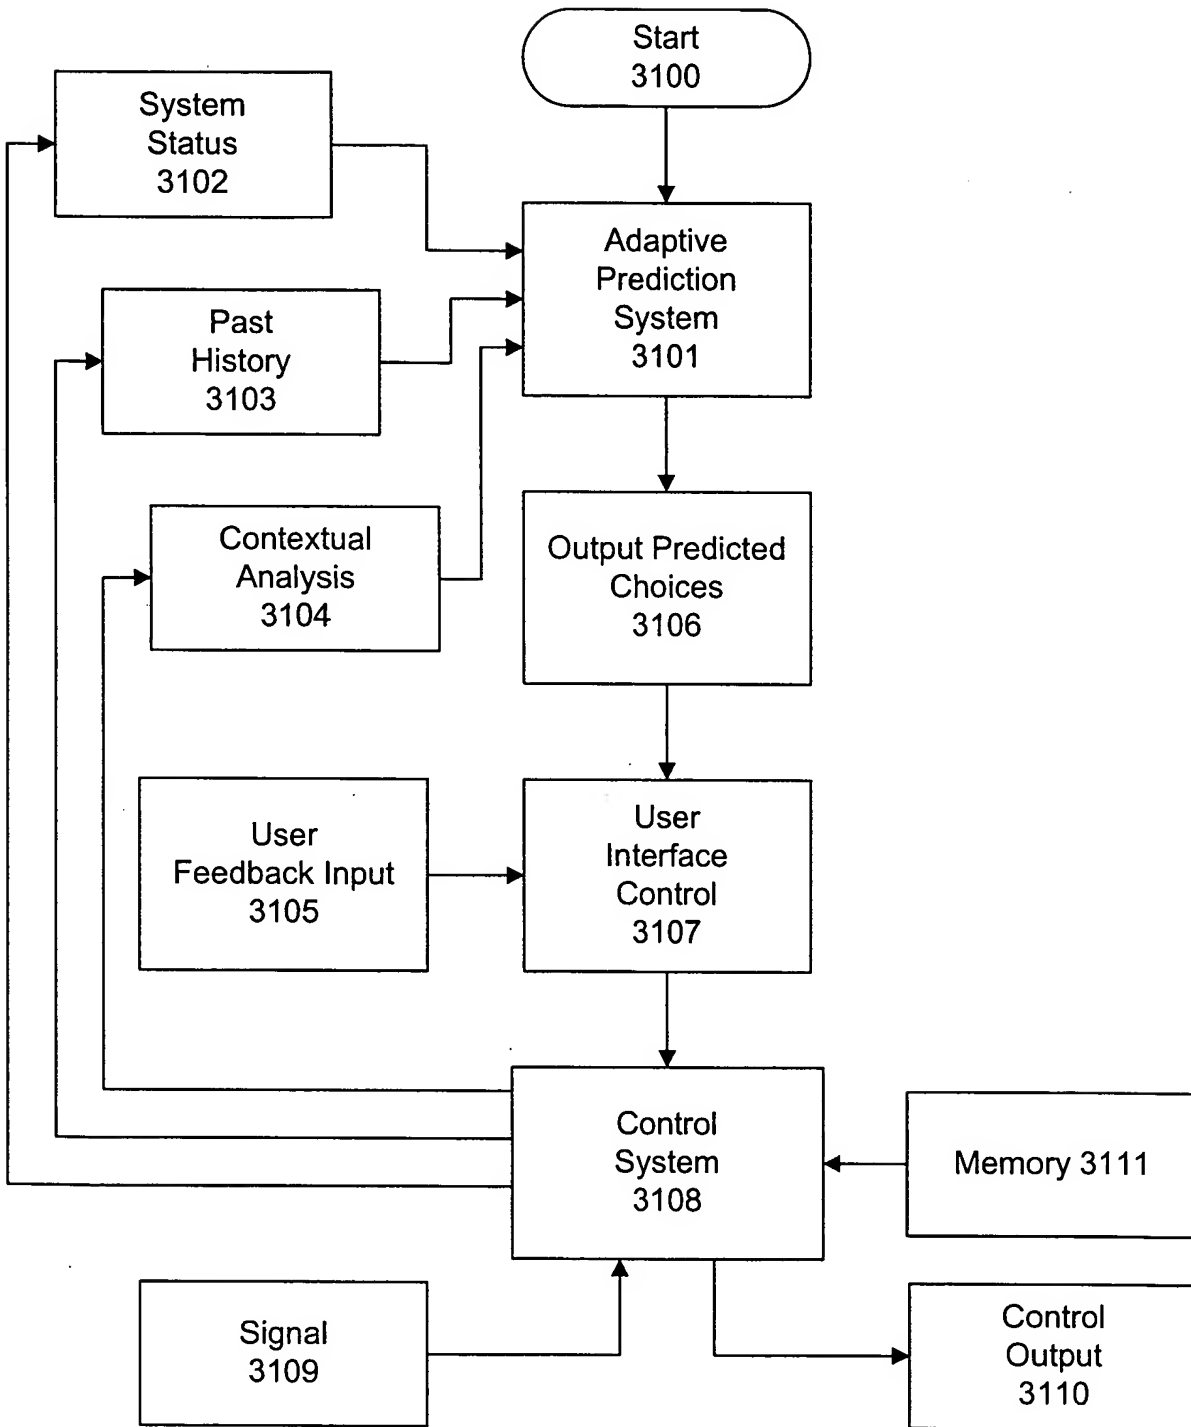 Start
3100
System
Status
3102
Adaptive
Prediction
System
3101
Past
History
3103
Contextual
Analysis
3104
Output Predicted
Choices
3106
User
Feedback Input
3105
User
Interface
Control
3107
Control
System
3108
Memory 3111
Signal
3109
Control
Output
3110